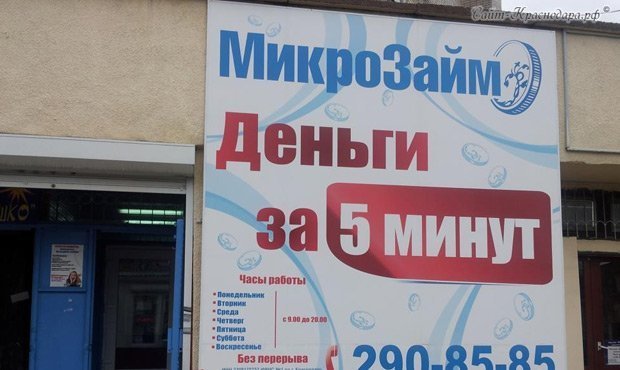 Сайт-Краснодара.рф ©
МикроЗайм
Деньги
за 5 минут
Часы работы
Понедельник
Вторник
Среда
Четверг
Пятница
Суббота
Воскресенье
с 9.00 до 20.00
Без перерыва
290-85-85
ШКО